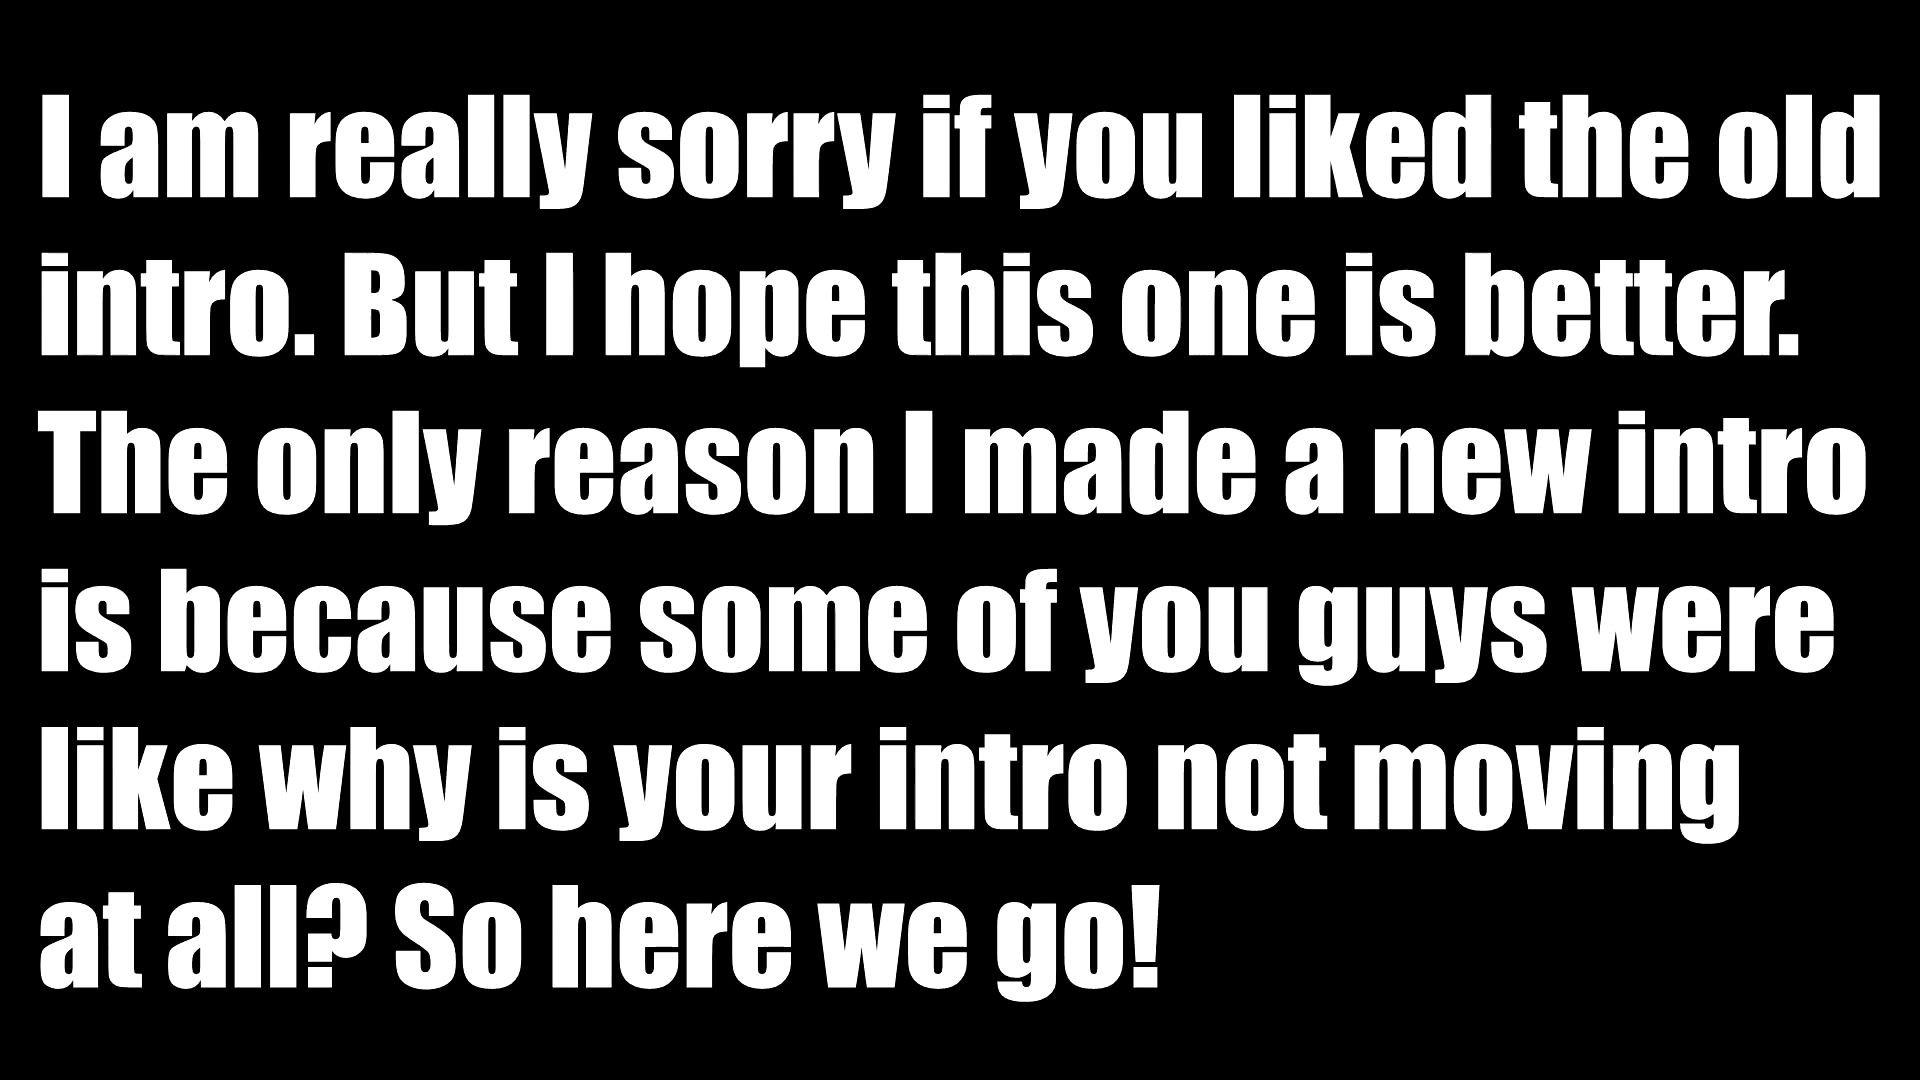 I am really sorry if you liked the old
intro. But I hope this one is better.
The only reason I made a new intro
is because some of you guys were
like why is your intro not moving
at all? So here we go!